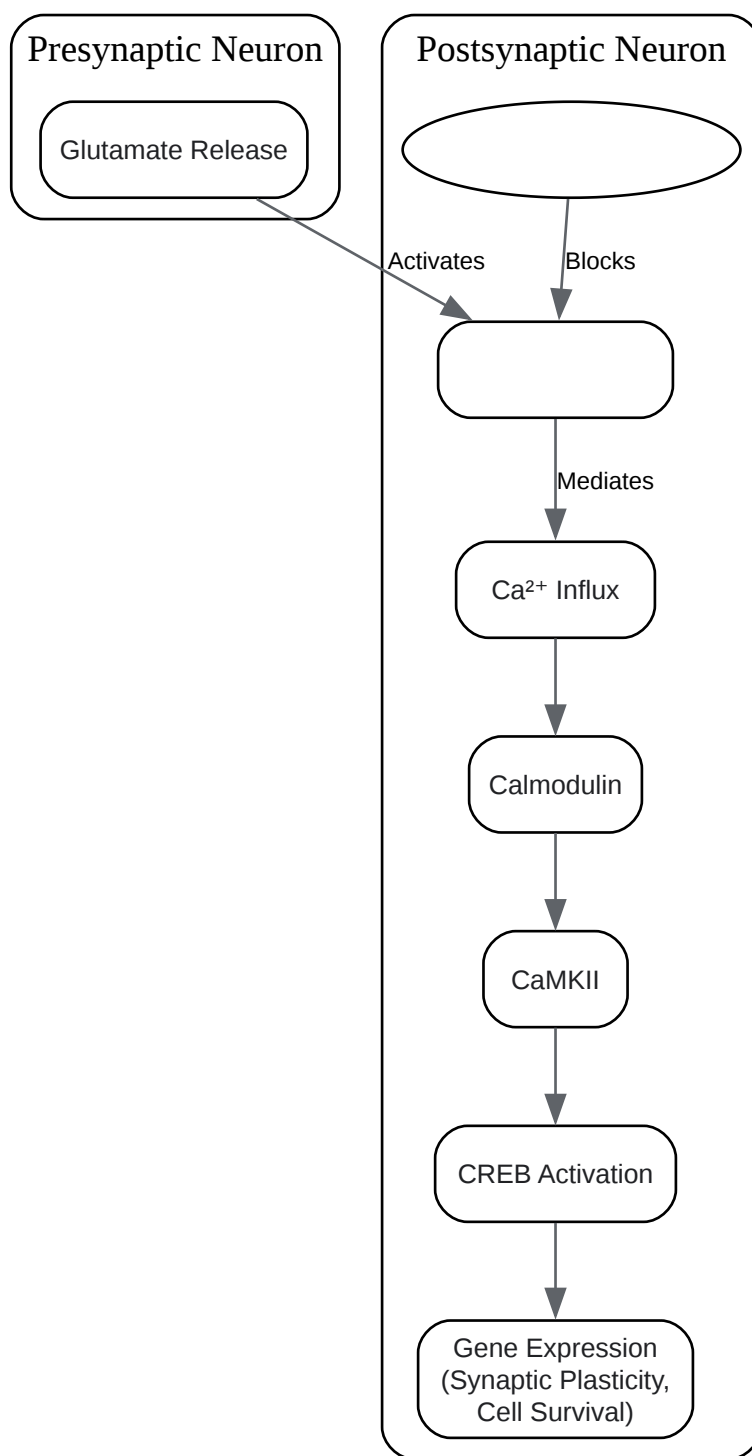 Presynaptic Neuron
Postsynaptic Neuron
Glutamate Release
Activates
Blocks
Mediates
Ca²⁺ Influx
Calmodulin
CaMKII
CREB Activation
Gene Expression
(Synaptic Plasticity,
Cell Survival)